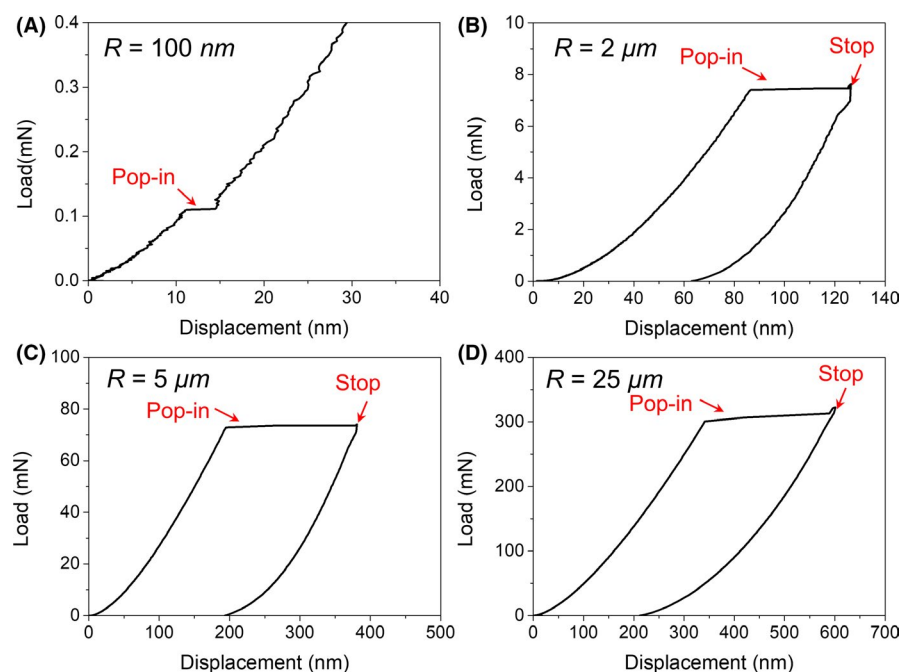 (A)
R = 100 nm
Pop-in
Load(mN)
0.4
0.3
0.2
0.1
0.0
0 10 20 30 40
Displacement (nm)
(B)
R = 2 µm
Pop-in
Stop
Load (mN)
10
8
6
4
2
0
0 20 40 60 80 100 120 140
Displacement (nm)
(C)
R = 5 µm
Pop-in
Stop
Load (mN)
100
80
60
40
20
0
0 100 200 300 400 500
Displacement (nm)
(D)
R = 25 µm
Pop-in
Stop
Load (mN)
400
300
200
100
0
0 100 200 300 400 500 600 700
Displacement (nm)